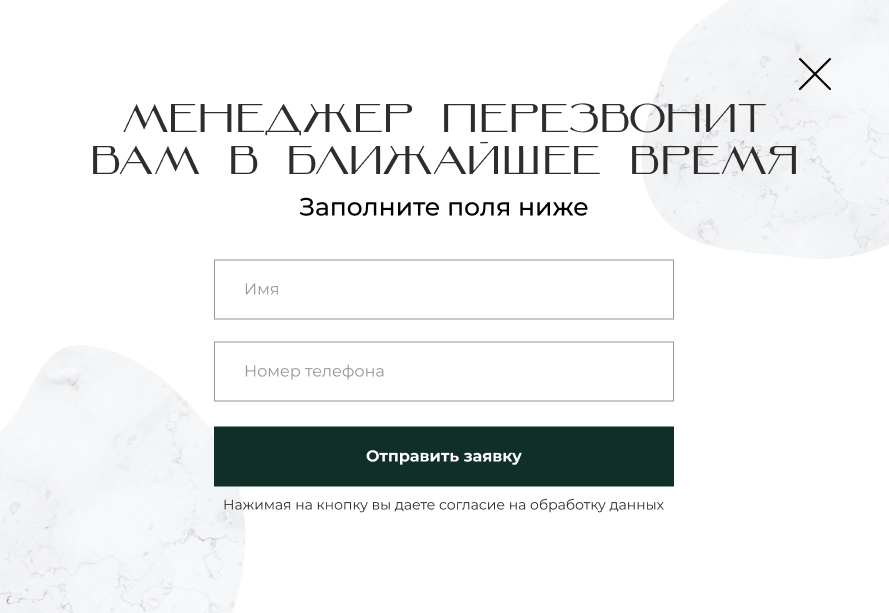 МЕНЕДЖЕР ПЕРЕЗВОНИТ
ВАМ В БЛИЖАЙШЕЕ ВРЕМЯ
Заполните поля ниже
Имя
Номер телефона
Отправить заявку
Нажимая на кнопку вы даете согласие на обработку данных